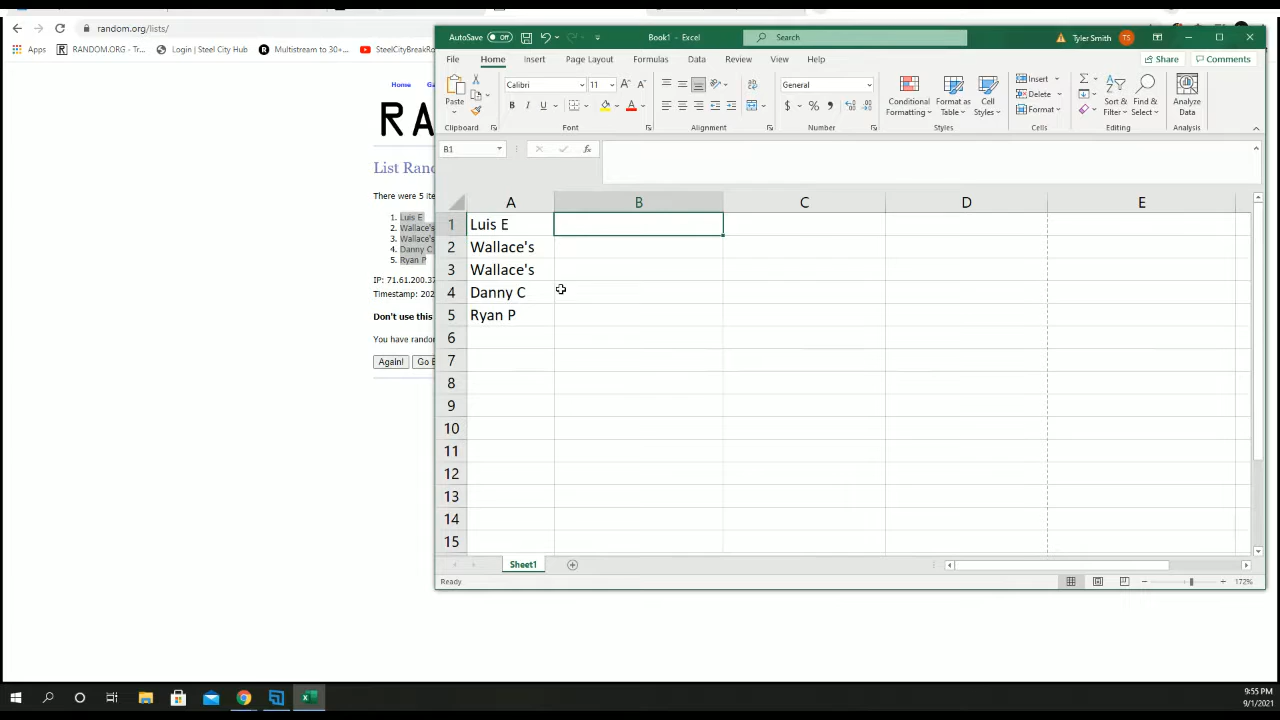 random.org/lists/
AutoSave Off Book1 - Excel Search Tyler Smith TS
Apps RANDOM.ORG - Tr... Login | Steel City Hub Multistream to 30+... SteelCityBreakRo
File Home Insert Page Layout Formulas Data Review View Help Share Comments
Home
Calibri 11 General Insert
Paste B I U Conditional Formatting Format as Table Cell Styles Delete Format Sort & Filter Find & Select Analyze Data
Clipboard Font Alignment Number Styles Cells Editing Analysis
RA
B1 fx
List Ran
There were 5 ite
1. Luis E
2. Wallace's
3. Wallace's
4. Danny C
5. Ryan P
IP: 71.61.200.37
Timestamp: 202
Don't use this
You have random
Again!
A B C D E
1 Luis E
2 Wallace's
3 Wallace's
4 Danny C
5 Ryan P
6
7
8
9
10
11
12
13
14
15
Sheet1
Ready 172%
9:55 PM
9/1/2021